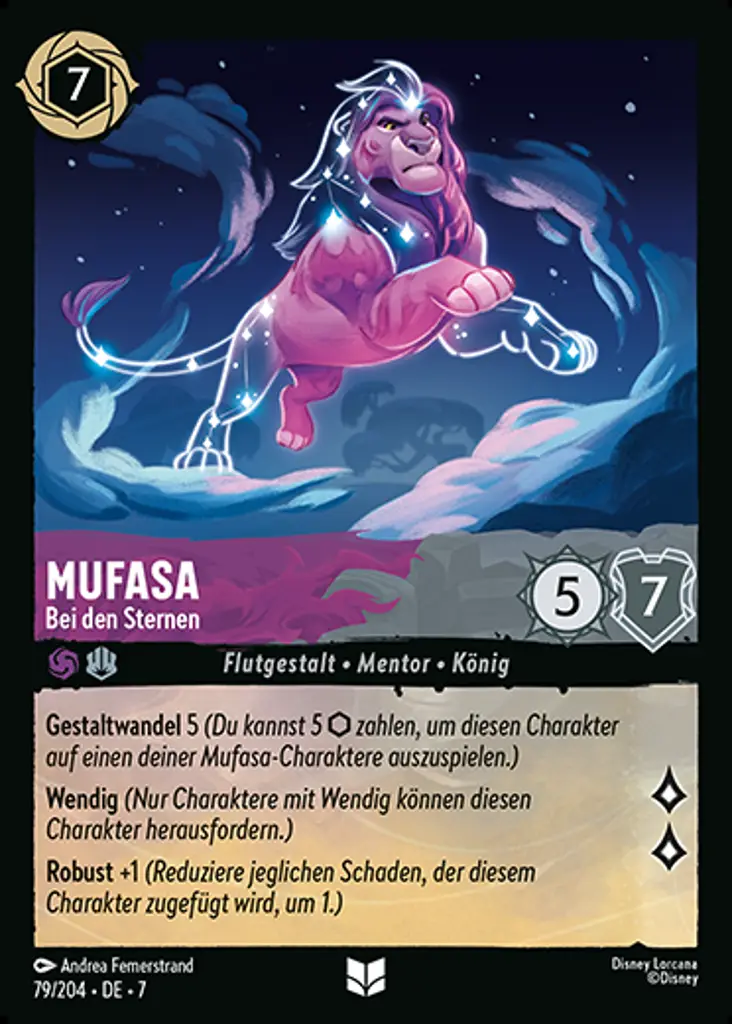 7
MUFASA
Bei den Sternen
5
7
Flutgestalt • Mentor • König
Gestaltwandel 5 (Du kannst 5 ⬡ zahlen, um diesen Charakter
auf einen deiner Mufasa-Charaktere auszuspielen.)
Wendig (Nur Charaktere mit Wendig können diesen
Charakter herausfordern.)
Robust +1 (Reduziere jeglichen Schaden, der diesem
Charakter zugefügt wird, um 1.)
Andrea Femerstrand
79/204 • DE • 7
Disney Lorcana
©Disney